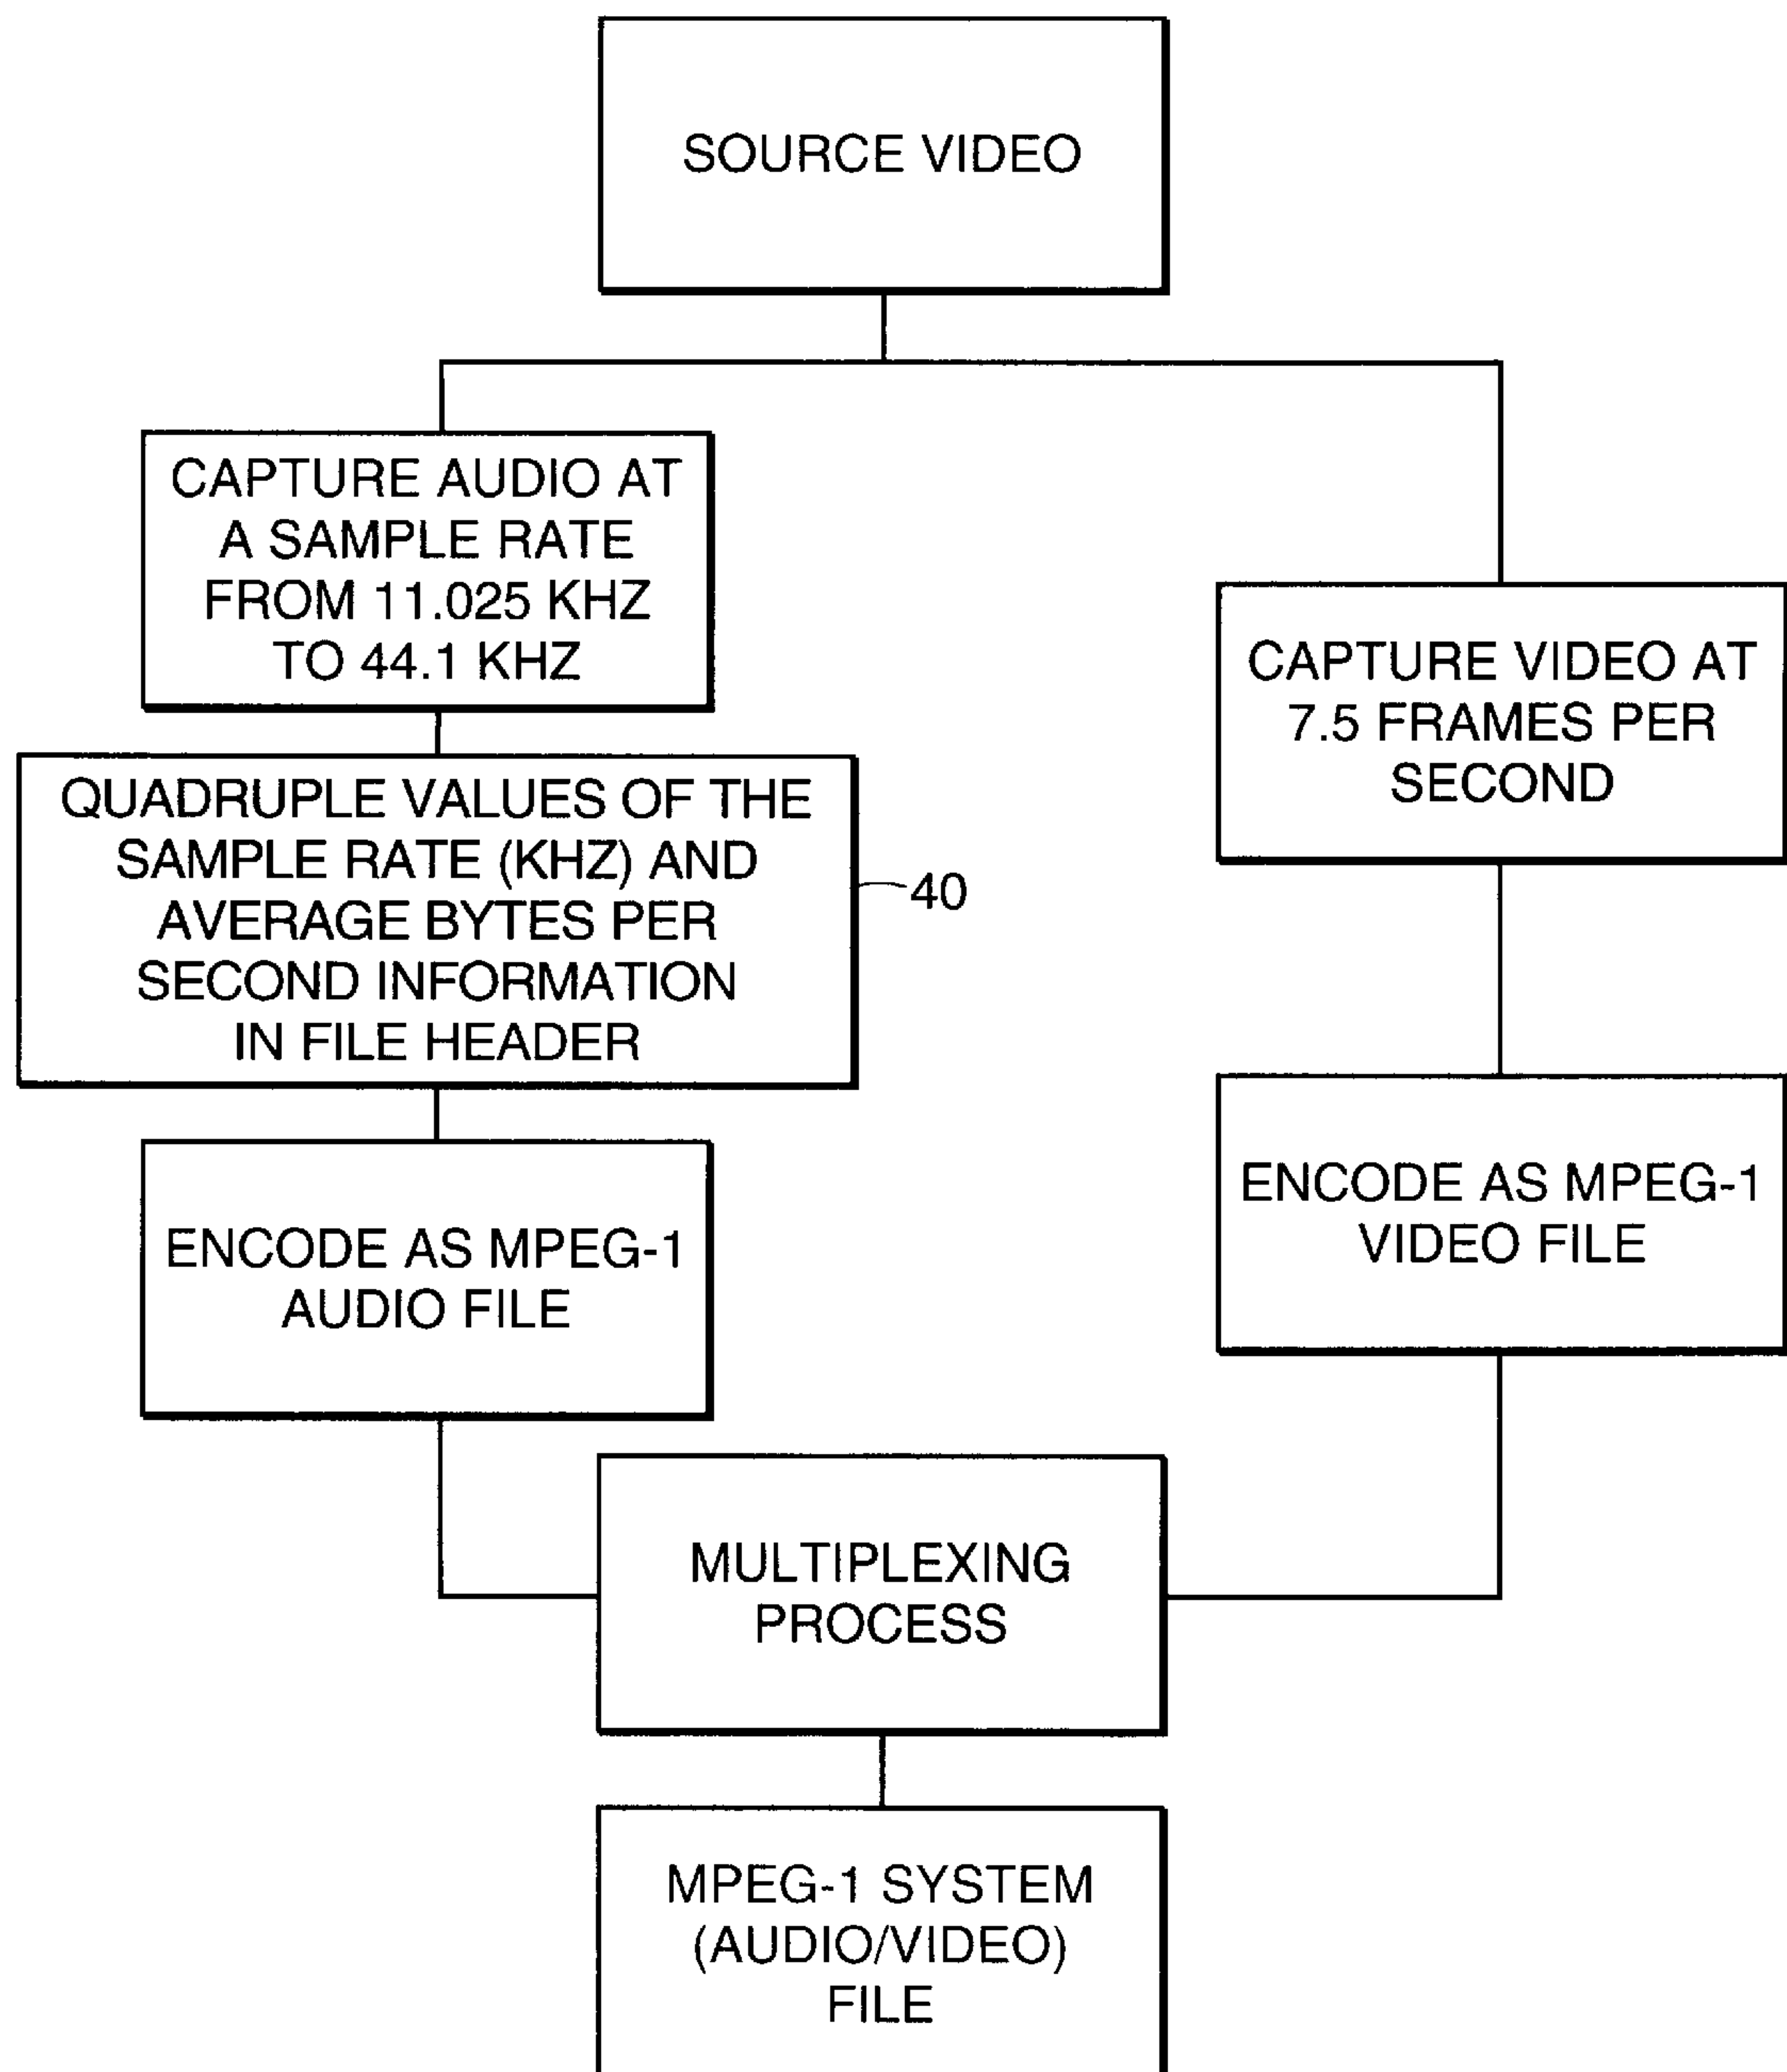 SOURCE VIDEO
CAPTURE AUDIO AT
A SAMPLE RATE
FROM 11.025 KHZ
TO 44.1 KHZ
QUADRUPLE VALUES OF THE
SAMPLE RATE (KHZ) AND
AVERAGE BYTES PER
SECOND INFORMATION
IN FILE HEADER
40
ENCODE AS MPEG-1
AUDIO FILE
CAPTURE VIDEO AT
7.5 FRAMES PER
SECOND
ENCODE AS MPEG-1
VIDEO FILE
MULTIPLEXING
PROCESS
MPEG-1 SYSTEM
(AUDIO/VIDEO)
FILE